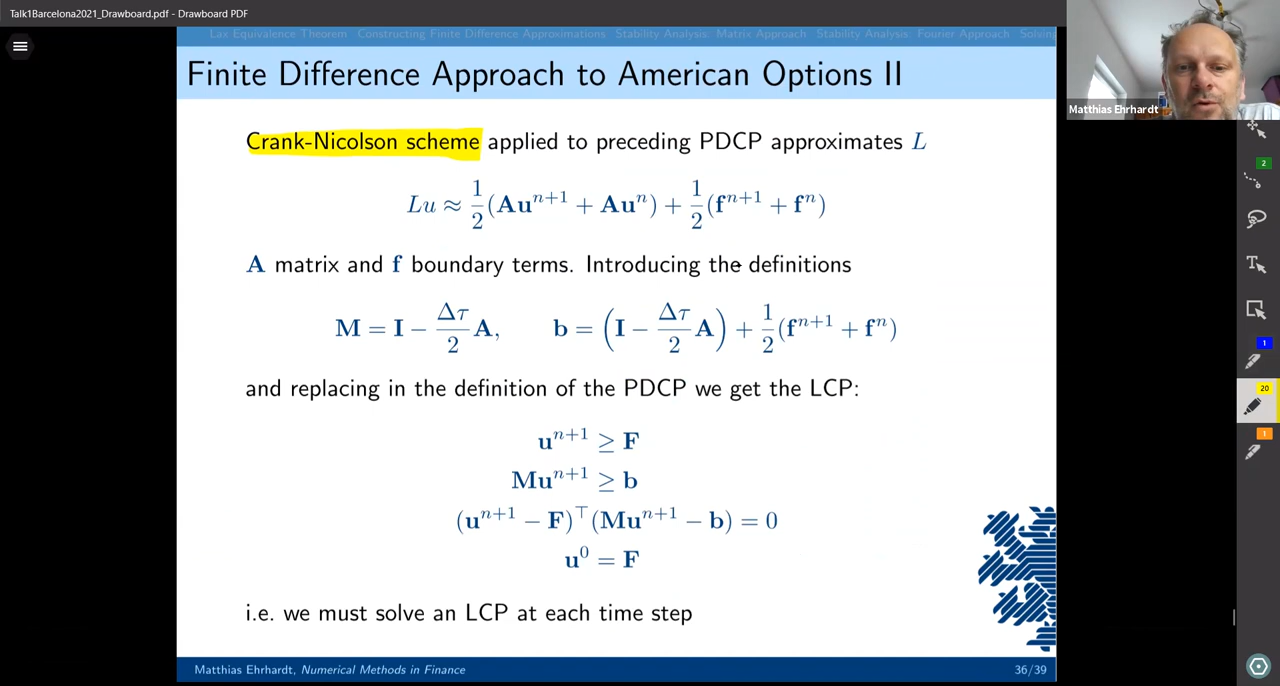 Talk1Barcelona2021_Drawboard.pdf - Drawboard PDF
Lax Equivalence Theorem Constructing Finite Difference Approximations Stability Analysis: Matrix Approach Stability Analysis: Fourier Approach Solving
Finite Difference Approach to American Options II
Matthias Ehrhardt
Crank-Nicolson scheme applied to preceding PDCP approximates L
Lu ≈ 1/2 (Au^{n+1} + Au^n) + 1/2 (f^{n+1} + f^n)
A matrix and f boundary terms. Introducing the definitions
M = I − Δτ/2 A, b = (I − Δτ/2 A) + 1/2 (f^{n+1} + f^n)
and replacing in the definition of the PDCP we get the LCP:
u^{n+1} ≥ F
Mu^{n+1} ≥ b
(u^{n+1} − F)^⊤ (Mu^{n+1} − b) = 0
u^0 = F
i.e. we must solve an LCP at each time step
Matthias Ehrhardt, Numerical Methods in Finance 36/39
2
T
1
20
1